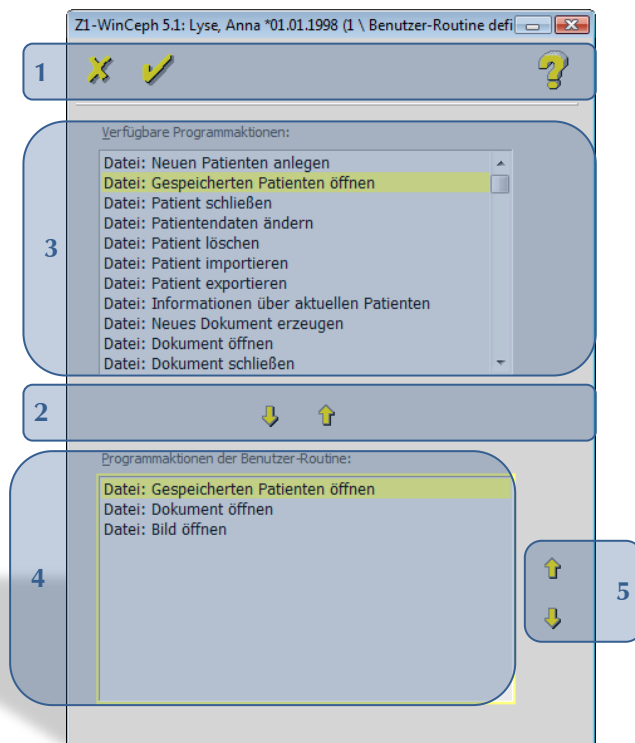 Z1-WinCeph 5.1: Lyse, Anna *01.01.1998 (1 \ Benutzer-Routine defi
1
3
Verfügbare Programmaktionen:
Datei: Neuen Patienten anlegen
Datei: Gespeicherten Patienten öffnen
Datei: Patient schließen
Datei: Patientendaten ändern
Datei: Patient löschen
Datei: Patient importieren
Datei: Patient exportieren
Datei: Informationen über aktuellen Patienten
Datei: Neues Dokument erzeugen
Datei: Dokument öffnen
Datei: Dokument schließen
2
4
Programmaktionen der Benutzer-Routine:
Datei: Gespeicherten Patienten öffnen
Datei: Dokument öffnen
Datei: Bild öffnen
5